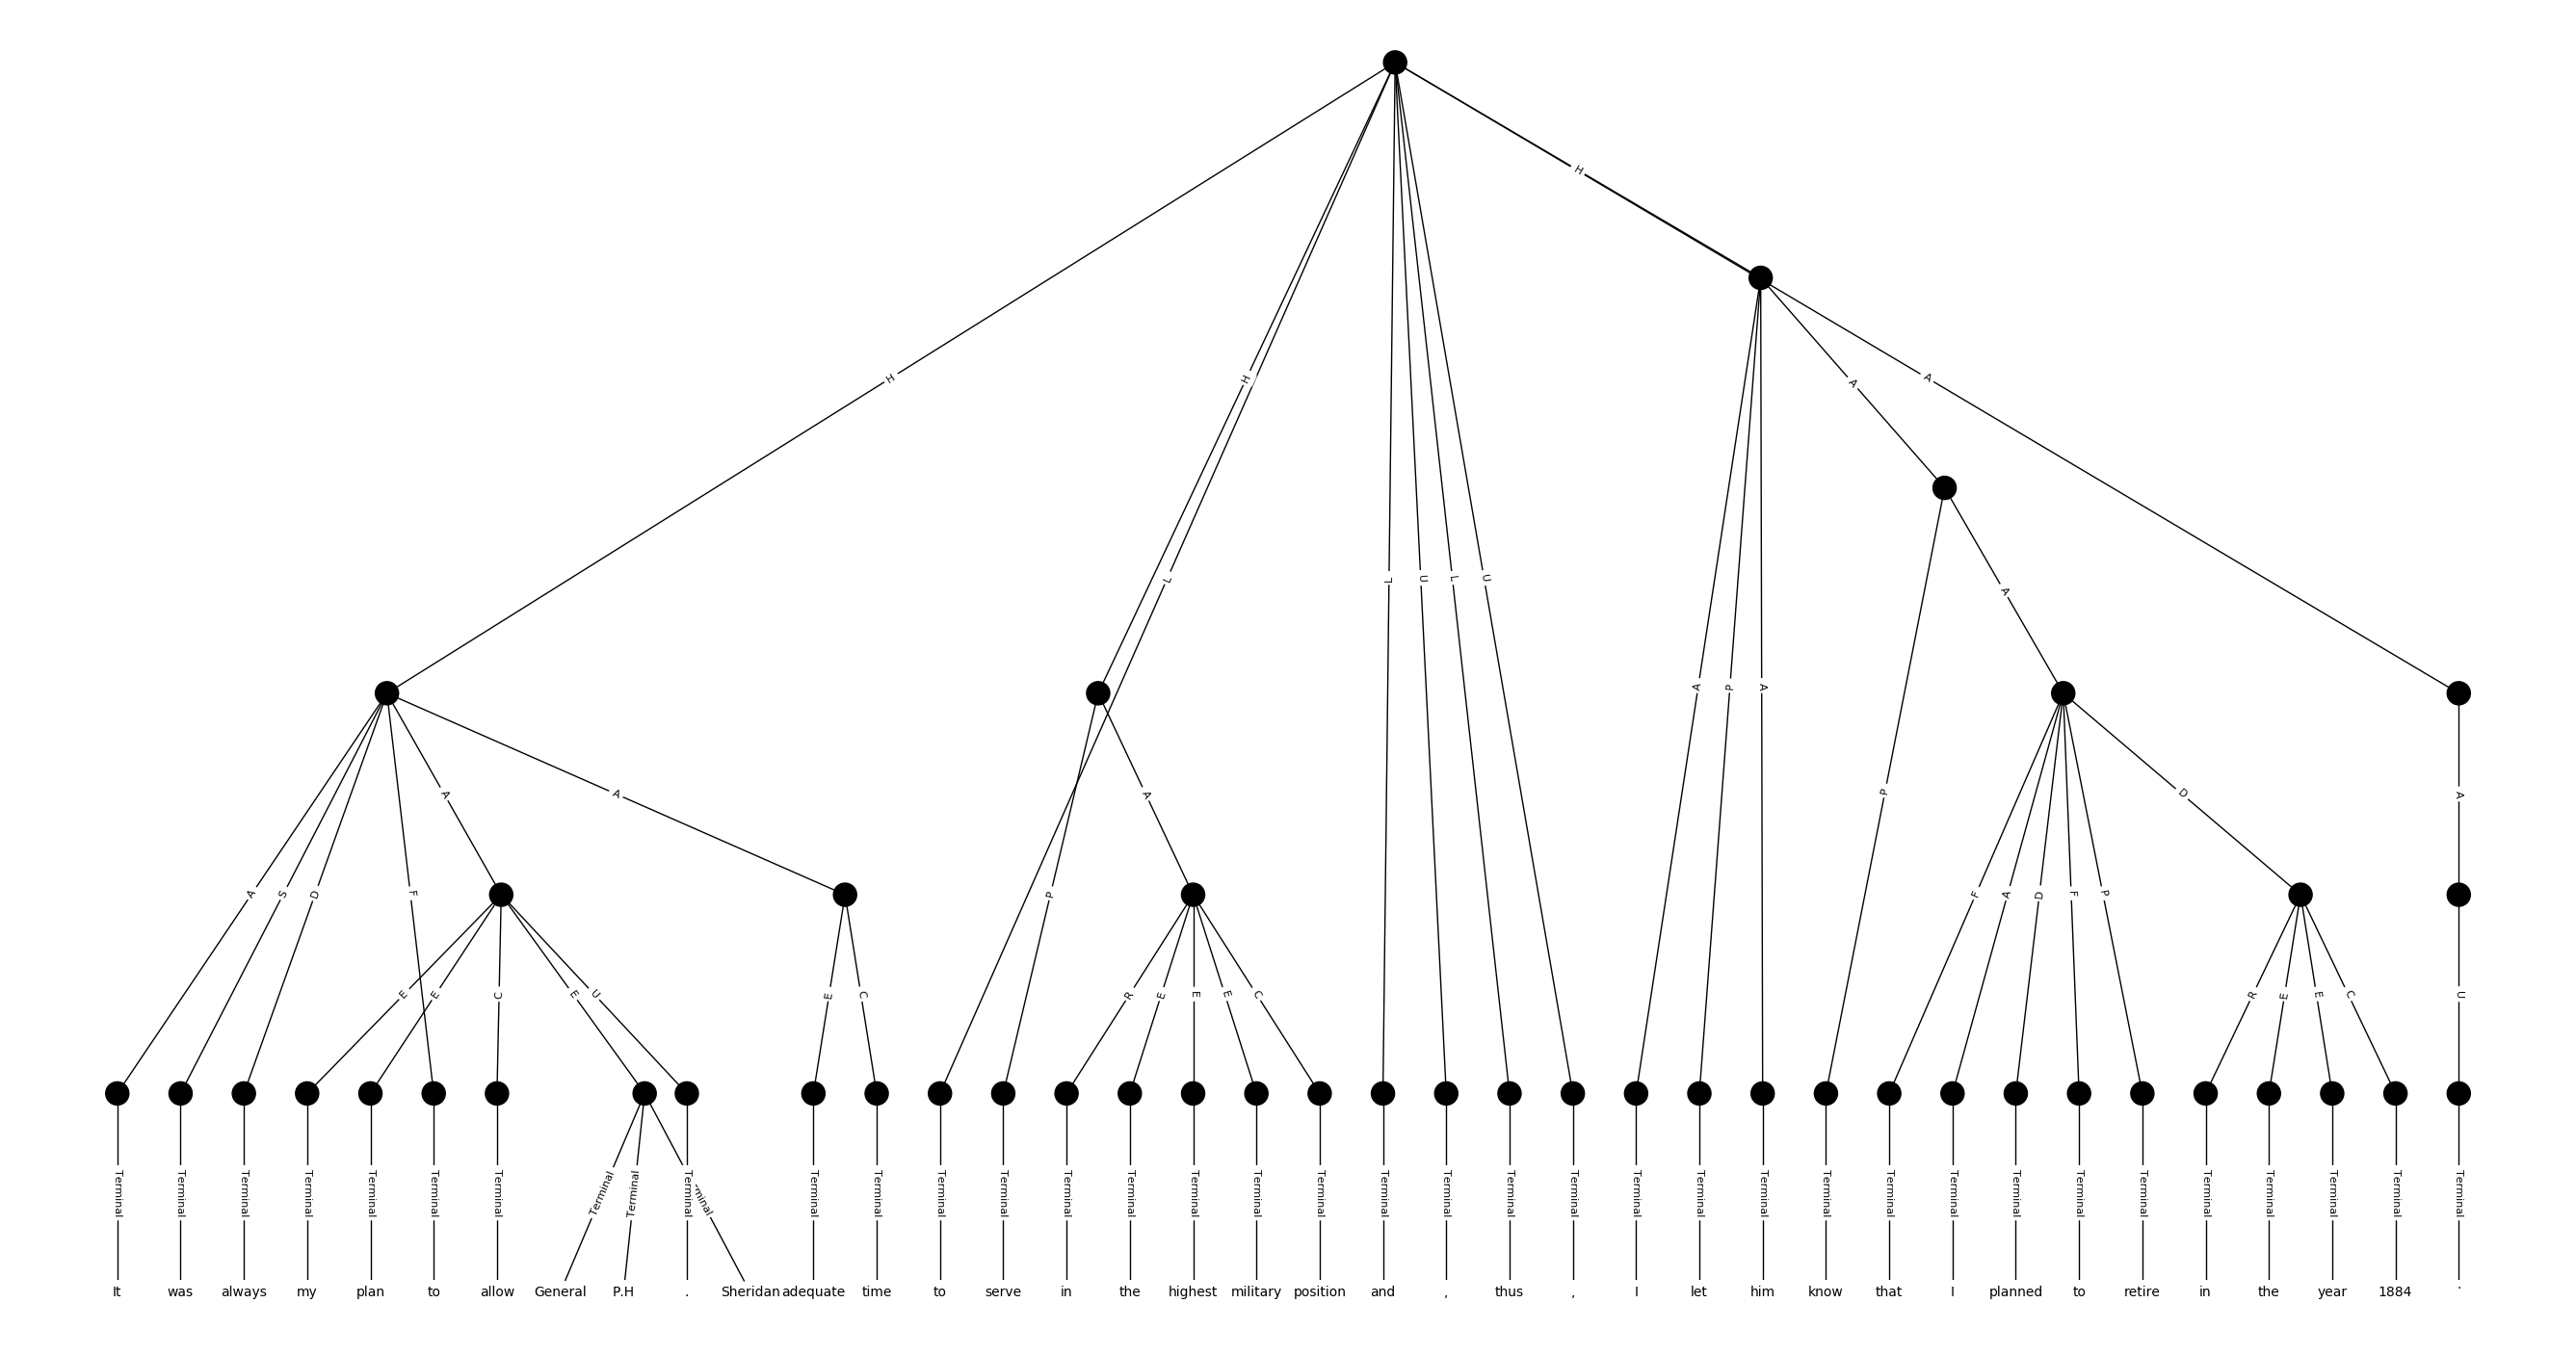 H
H H A A
L L U L U A
A P A
A A A P D A
A S D F P F A D F P
E E C E U E C R E E E C R E E C U
Terminal Terminal Terminal Terminal Terminal Terminal Terminal Terminal Terminal Terminal minal Terminal Terminal Terminal Terminal Terminal Terminal Terminal Terminal Terminal Terminal Terminal Terminal Terminal Terminal Terminal Terminal Terminal Terminal Terminal Terminal Terminal Terminal Terminal Terminal Terminal Terminal Terminal
It was always my plan to allow General P.H . Sheridan adequate time to serve in the highest military position and , thus , I let him know that I planned to retire in the year 1884 .